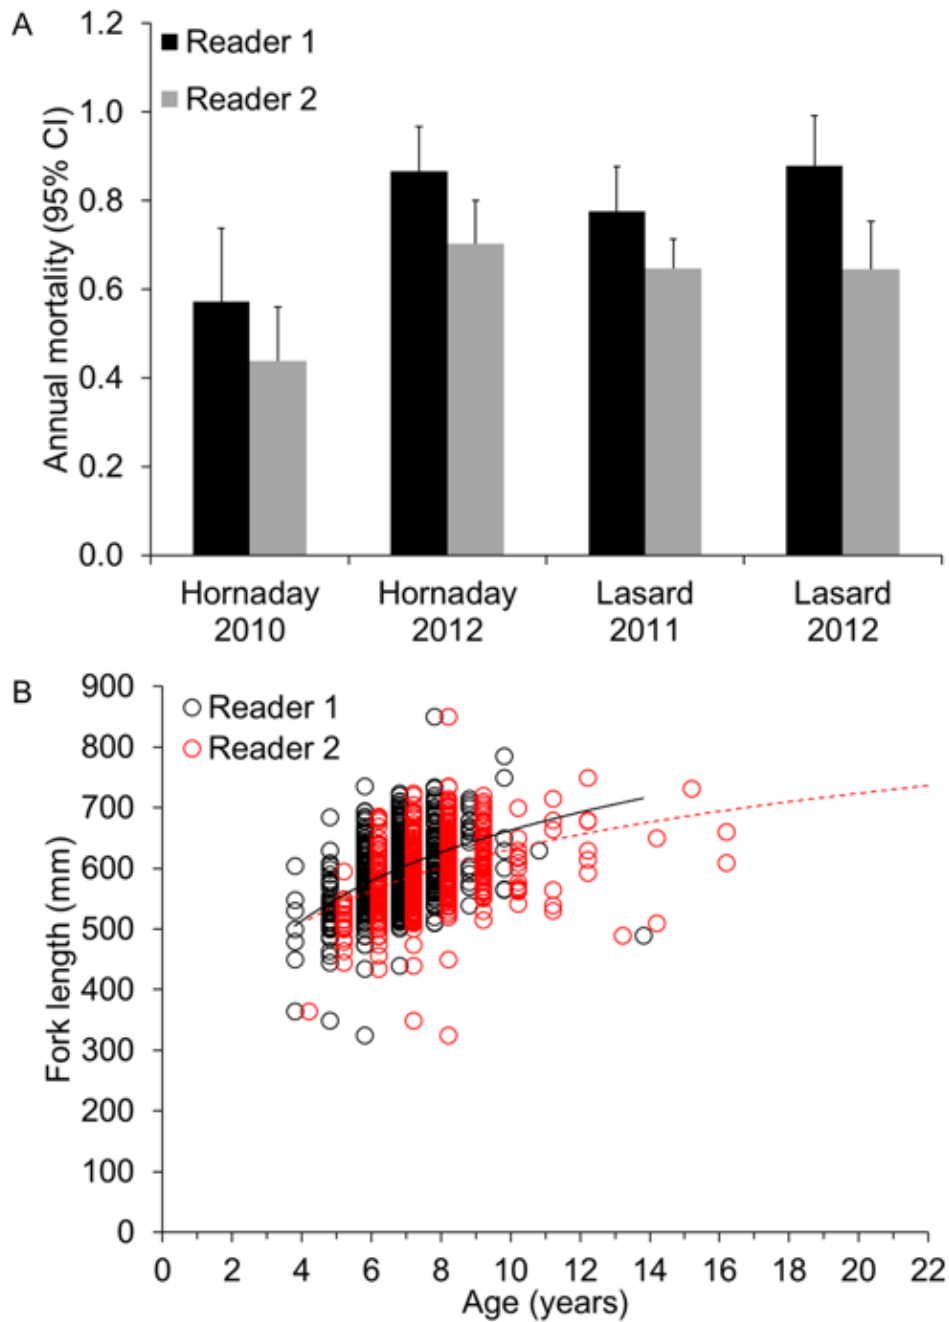 A
Annual mortality (95% CI)
1.2
1.0
0.8
0.6
0.4
0.2
0.0
Reader 1
Reader 2
Hornaday 2010
Hornaday 2012
Lasard 2011
Lasard 2012
B
Fork length (mm)
900
800
700
600
500
400
300
200
100
0
Reader 1
Reader 2
0 2 4 6 8 10 12 14 16 18 20 22
Age (years)